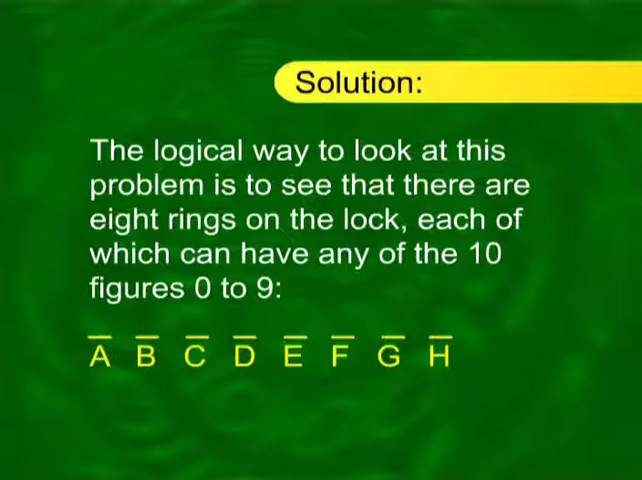 Solution:
The logical way to look at this
problem is to see that there are
eight rings on the lock, each of
which can have any of the 10
figures 0 to 9:
A B C D E F G H